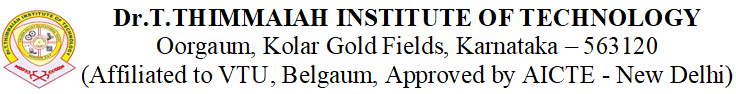 Dr.T.THIMMAIAH INSTITUTE OF TECHNOLOGY
Oorgaum, Kolar Gold Fields, Karnataka – 563120
(Affiliated to VTU, Belgaum, Approved by AICTE - New Delhi)